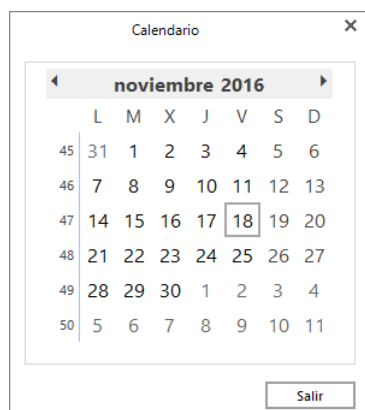 Calendario
noviembre 2016
L M X J V S D
45 31 1 2 3 4 5 6
46 7 8 9 10 11 12 13
47 14 15 16 17 18 19 20
48 21 22 23 24 25 26 27
49 28 29 30 1 2 3 4
50 5 6 7 8 9 10 11
Salir